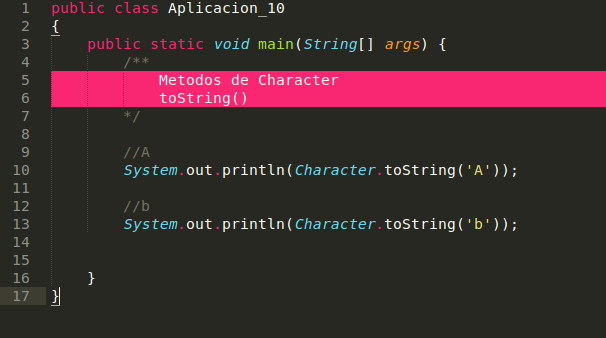 1 public class Aplicacion_10
2 {
3 public static void main(String[] args) {
4 /**
5 Metodos de Character
6 toString()
7 */
8
9 //A
10 System.out.println(Character.toString('A'));
11
12 //b
13 System.out.println(Character.toString('b'));
14
15
16 }
17 }